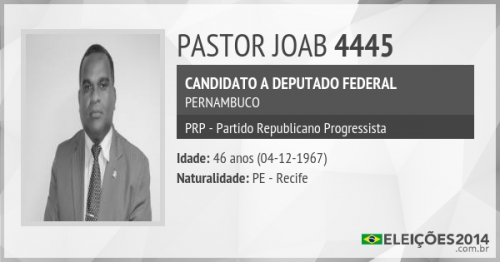 PASTOR JOAB 4445
CANDIDATO A DEPUTADO FEDERAL
PERNAMBUCO
PRP - Partido Republicano Progressista
Idade: 46 anos (04-12-1967)
Naturalidade: PE - Recife
ELEIÇÕES2014
.com.br